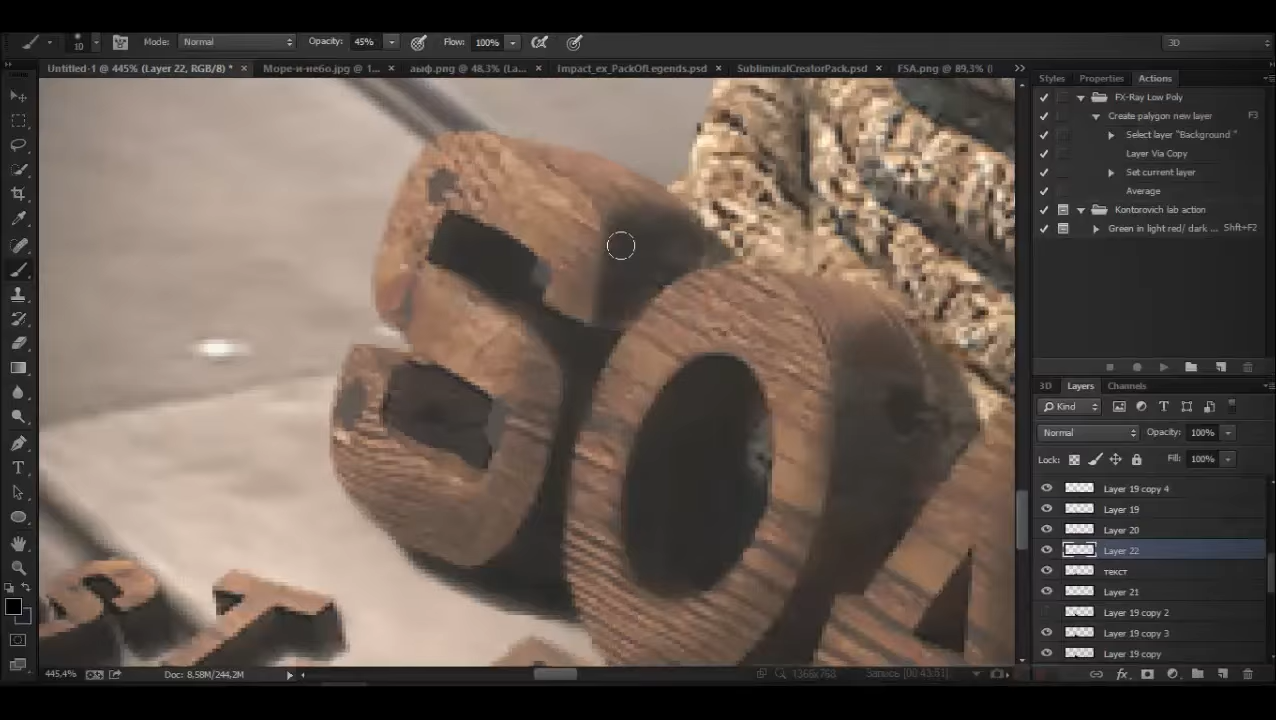 10 Mode: Normal Opacity: 45% Flow: 100% 3D
Untitled-1 @ 445% (Layer 22, RGB/8) * × Море-и-небо.jpg @ 1... × аыф.png @ 48,3% (La... × Impact_ex_PackOfLegends.psd × SubliminalCreatorPack.psd × FSA.png @ 89,3% (I
Styles Properties Actions
FX-Ray Low Poly
Create polygon new layer F3
Select layer "Background "
Layer Via Copy
Set current layer
Average
Kontorovich lab action
Green in light red/ dark ... Shft+F2
3D Layers Channels
Kind
Normal Opacity: 100%
Lock: Fill: 100%
Layer 19 copy 4
Layer 19
Layer 20
Layer 22
текст
Layer 21
Layer 19 copy 2
Layer 19 copy 3
Layer 19 copy
SO
ST
445,4% Doc: 8,58M/244,2M 1366x768 Запись [00:43:51]